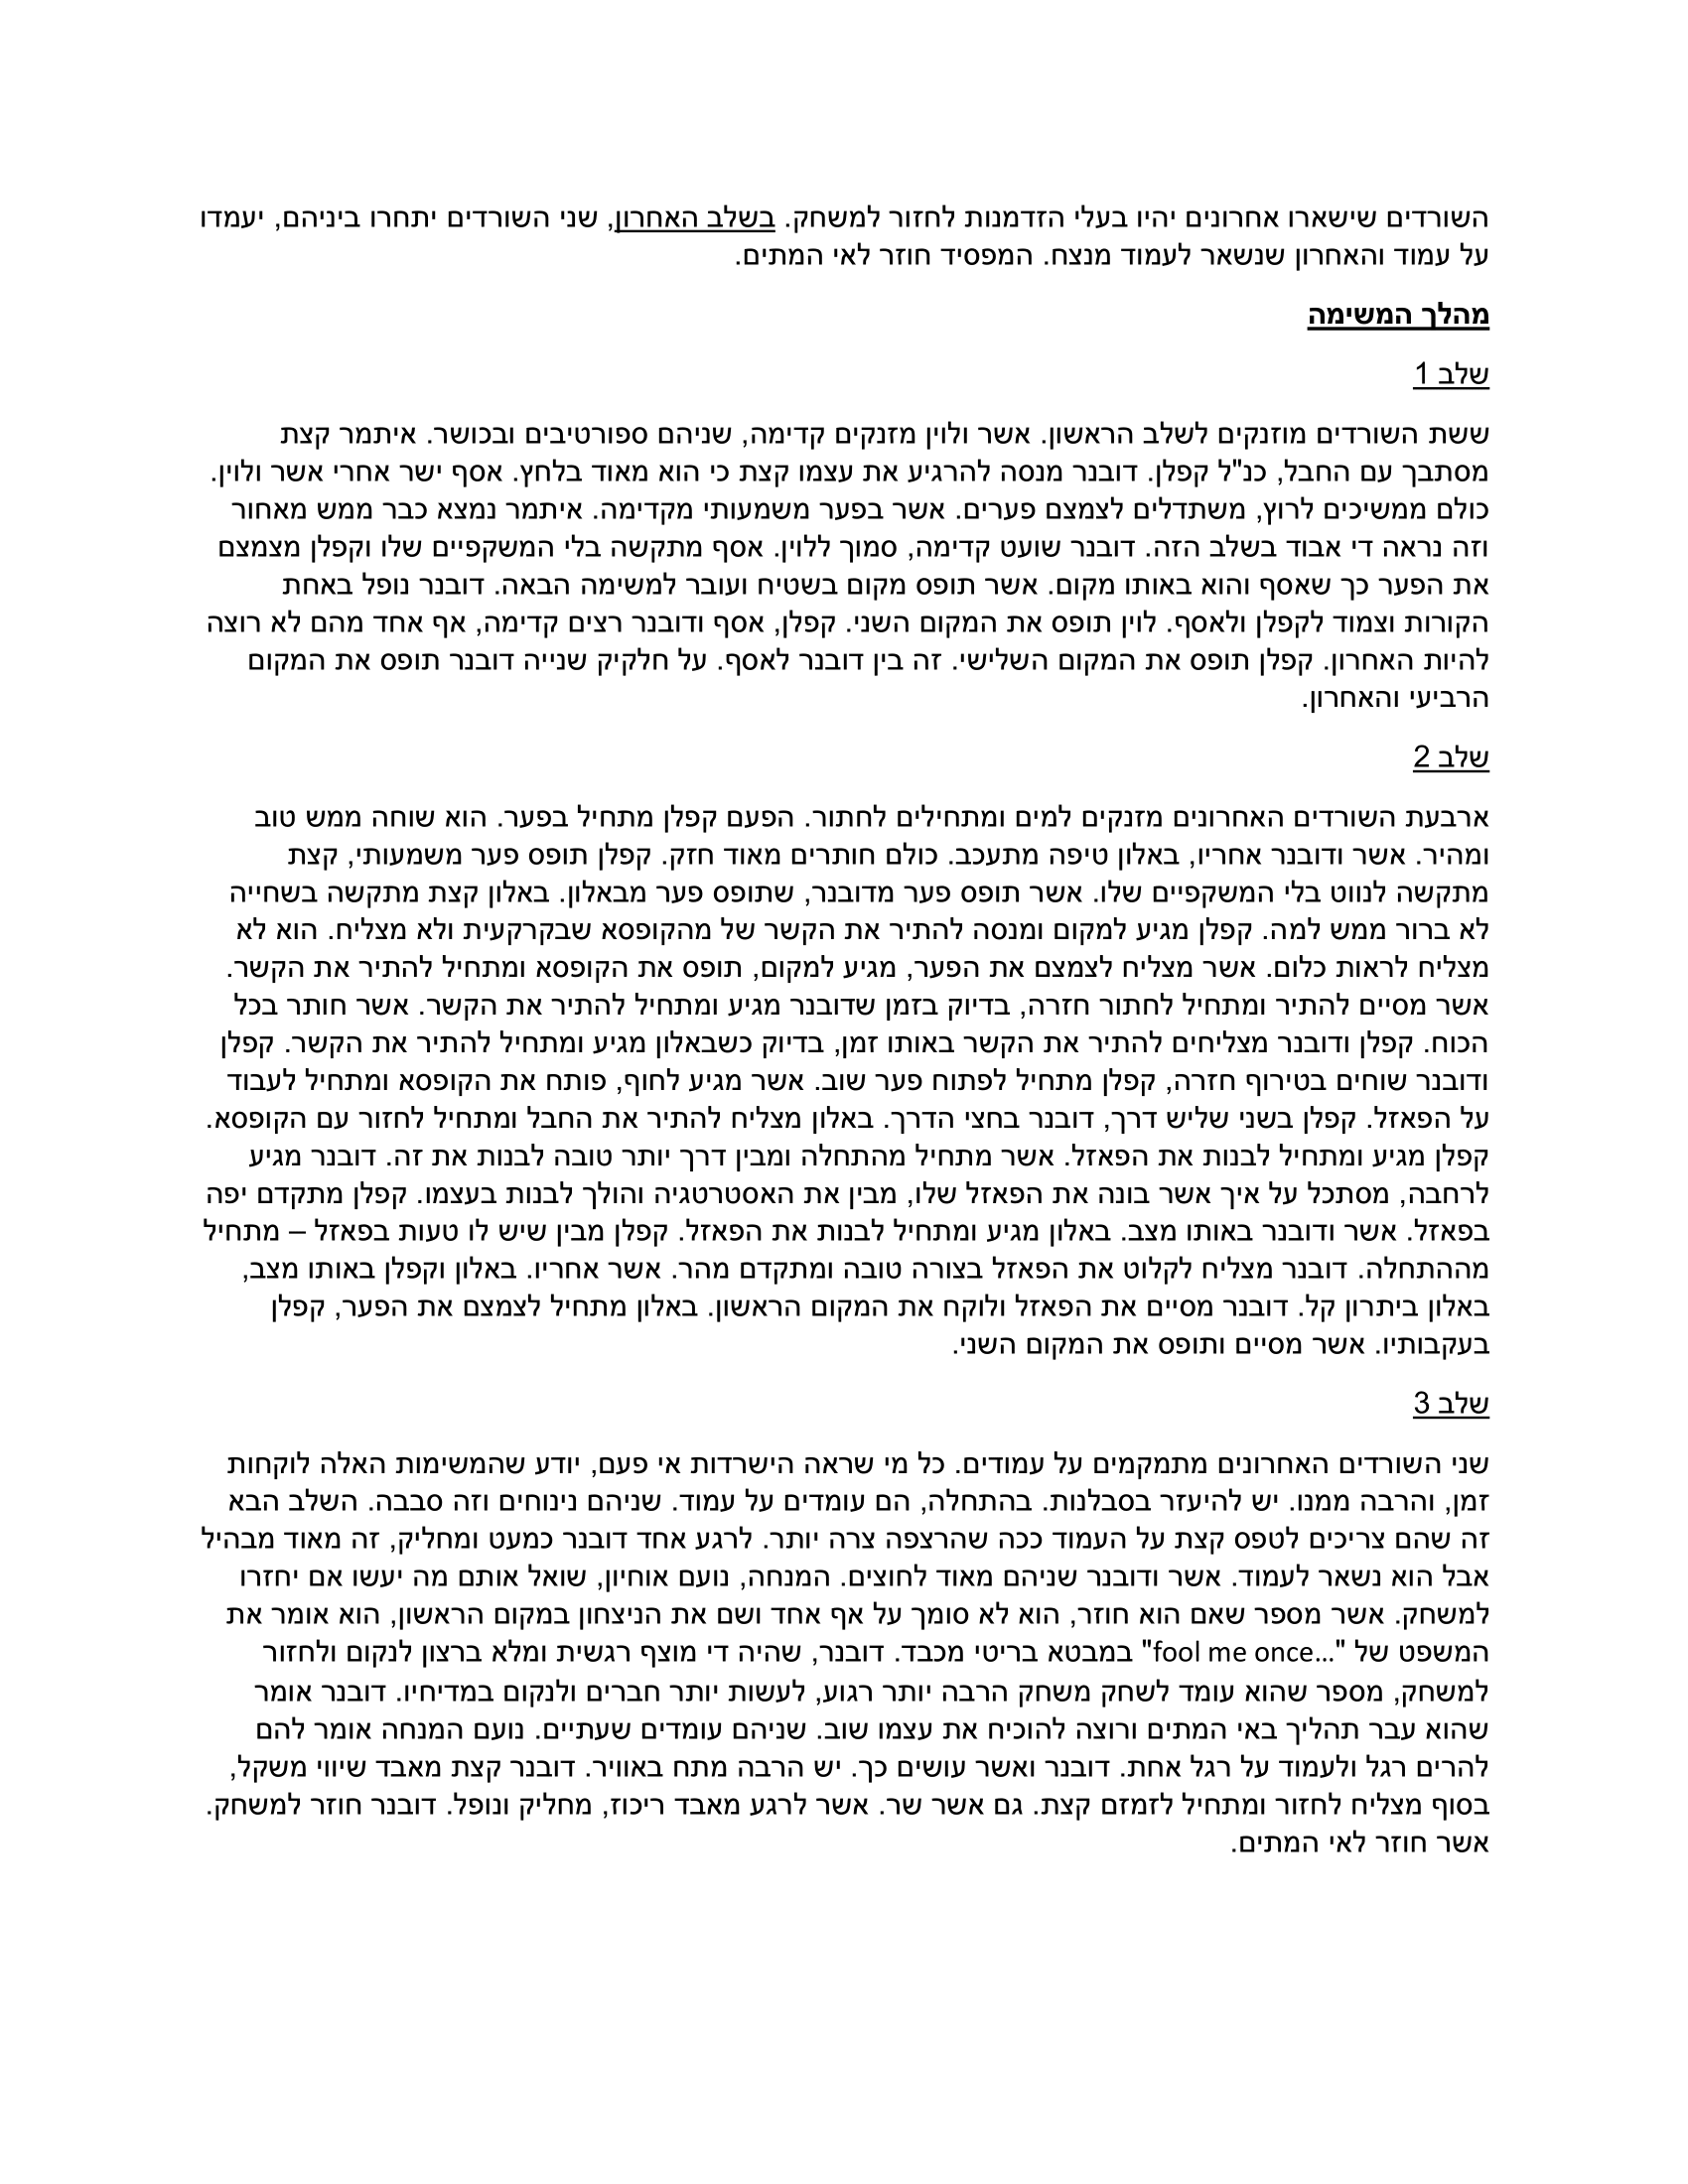 השורדים שישארו אחרונים יהיו בעלי הזדמנות לחזור למשחק. בשלב האחרון, שני השורדים יתחרו ביניהם, יעמדו
על עמוד והאחרון שנשאר לעמוד מנצח. המפסיד חוזר לאי המתים.
מהלך המשימה
שלב 1
ששת השורדים מוזנקים לשלב הראשון. אשר ולוין מזנקים קדימה, שניהם ספורטיבים ובכושר. איתמר קצת
מסתבך עם החבל, כנ"ל קפלן. דובנר מנסה להרגיע את עצמו קצת כי הוא מאוד בלחץ. אסף ישר אחרי אשר ולוין.
כולם ממשיכים לרוץ, משתדלים לצמצם פערים. אשר בפער משמעותי מקדימה. איתמר נמצא כבר ממש מאחור
וזה נראה די אבוד בשלב הזה. דובנר שועט קדימה, סמוך ללוין. אסף מתקשה בלי המשקפיים שלו וקפלן מצמצם
את הפער כך שאסף והוא באותו מקום. אשר תופס מקום בשטיח ועובר למשימה הבאה. דובנר נופל באחת
הקורות וצמוד לקפלן ולאסף. לוין תופס את המקום השני. קפלן, אסף ודובנר רצים קדימה, אף אחד מהם לא רוצה
להיות האחרון. קפלן תופס את המקום השלישי. זה בין דובנר לאסף. על חלקיק שנייה דובנר תופס את המקום
הרביעי והאחרון.
שלב 2
ארבעת השורדים האחרונים מזנקים למים ומתחילים לחתור. הפעם קפלן מתחיל בפער. הוא שוחה ממש טוב
ומהיר. אשר ודובנר אחריו, באלון טיפה מתעכב. כולם חותרים מאוד חזק. קפלן תופס פער משמעותי, קצת
מתקשה לנווט בלי המשקפיים שלו. אשר תופס פער מדובנר, שתופס פער מבאלון. באלון קצת מתקשה בשחייה
לא ברור ממש למה. קפלן מגיע למקום ומנסה להתיר את הקשר של מהקופסא שבקרקעית ולא מצליח. הוא לא
מצליח לראות כלום. אשר מצליח לצמצם את הפער, מגיע למקום, תופס את הקופסא ומתחיל להתיר את הקשר.
אשר מסיים להתיר ומתחיל לחתור חזרה, בדיוק בזמן שדובנר מגיע ומתחיל להתיר את הקשר. אשר חותר בכל
הכוח. קפלן ודובנר מצליחים להתיר את הקשר באותו זמן, בדיוק כשבאלון מגיע ומתחיל להתיר את הקשר. קפלן
ודובנר שוחים בטירוף חזרה, קפלן מתחיל לפתוח פער שוב. אשר מגיע לחוף, פותח את הקופסא ומתחיל לעבוד
על הפאזל. קפלן בשני שליש דרך, דובנר בחצי הדרך. באלון מצליח להתיר את החבל ומתחיל לחזור עם הקופסא.
קפלן מגיע ומתחיל לבנות את הפאזל. אשר מתחיל מהתחלה ומבין דרך יותר טובה לבנות את זה. דובנר מגיע
לרחבה, מסתכל על איך אשר בונה את הפאזל שלו, מבין את האסטרטגיה והולך לבנות בעצמו. קפלן מתקדם יפה
בפאזל. אשר ודובנר באותו מצב. באלון מגיע ומתחיל לבנות את הפאזל. קפלן מבין שיש לו טעות בפאזל – מתחיל
מההתחלה. דובנר מצליח לקלוט את הפאזל בצורה טובה ומתקדם מהר. אשר אחריו. באלון וקפלן באותו מצב,
באלון ביתרון קל. דובנר מסיים את הפאזל ולוקח את המקום הראשון. באלון מתחיל לצמצם את הפער, קפלן
בעקבותיו. אשר מסיים ותופס את המקום השני.
שלב 3
שני השורדים האחרונים מתמקמים על עמודים. כל מי שראה הישרדות אי פעם, יודע שהמשימות האלה לוקחות
זמן, והרבה ממנו. יש להיעזר בסבלנות. בהתחלה, הם עומדים על עמוד. שניהם נינוחים וזה סבבה. השלב הבא
זה שהם צריכים לטפס קצת על העמוד ככה שהרצפה צרה יותר. לרגע אחד דובנר כמעט ומחליק, זה מאוד מבהיל
אבל הוא נשאר לעמוד. אשר ודובנר שניהם מאוד לחוצים. המנחה, נועם אוחיון, שואל אותם מה יעשו אם יחזרו
למשחק. אשר מספר שאם הוא חוזר, הוא לא סומך על אף אחד ושם את הניצחון במקום הראשון, הוא אומר את
המשפט של "fool me once…" במבטא בריטי מכבד. דובנר, שהיה די מוצף רגשית ומלא ברצון לנקום ולחזור
למשחק, מספר שהוא עומד לשחק משחק הרבה יותר רגוע, לעשות יותר חברים ולנקום במדיחיו. דובנר אומר
שהוא עבר תהליך באי המתים ורוצה להוכיח את עצמו שוב. שניהם עומדים שעתיים. נועם המנחה אומר להם
להרים רגל ולעמוד על רגל אחת. דובנר ואשר עושים כך. יש הרבה מתח באוויר. דובנר קצת מאבד שיווי משקל,
בסוף מצליח לחזור ומתחיל לזמזם קצת. גם אשר שר. אשר לרגע מאבד ריכוז, מחליק ונופל. דובנר חוזר למשחק.
אשר חוזר לאי המתים.